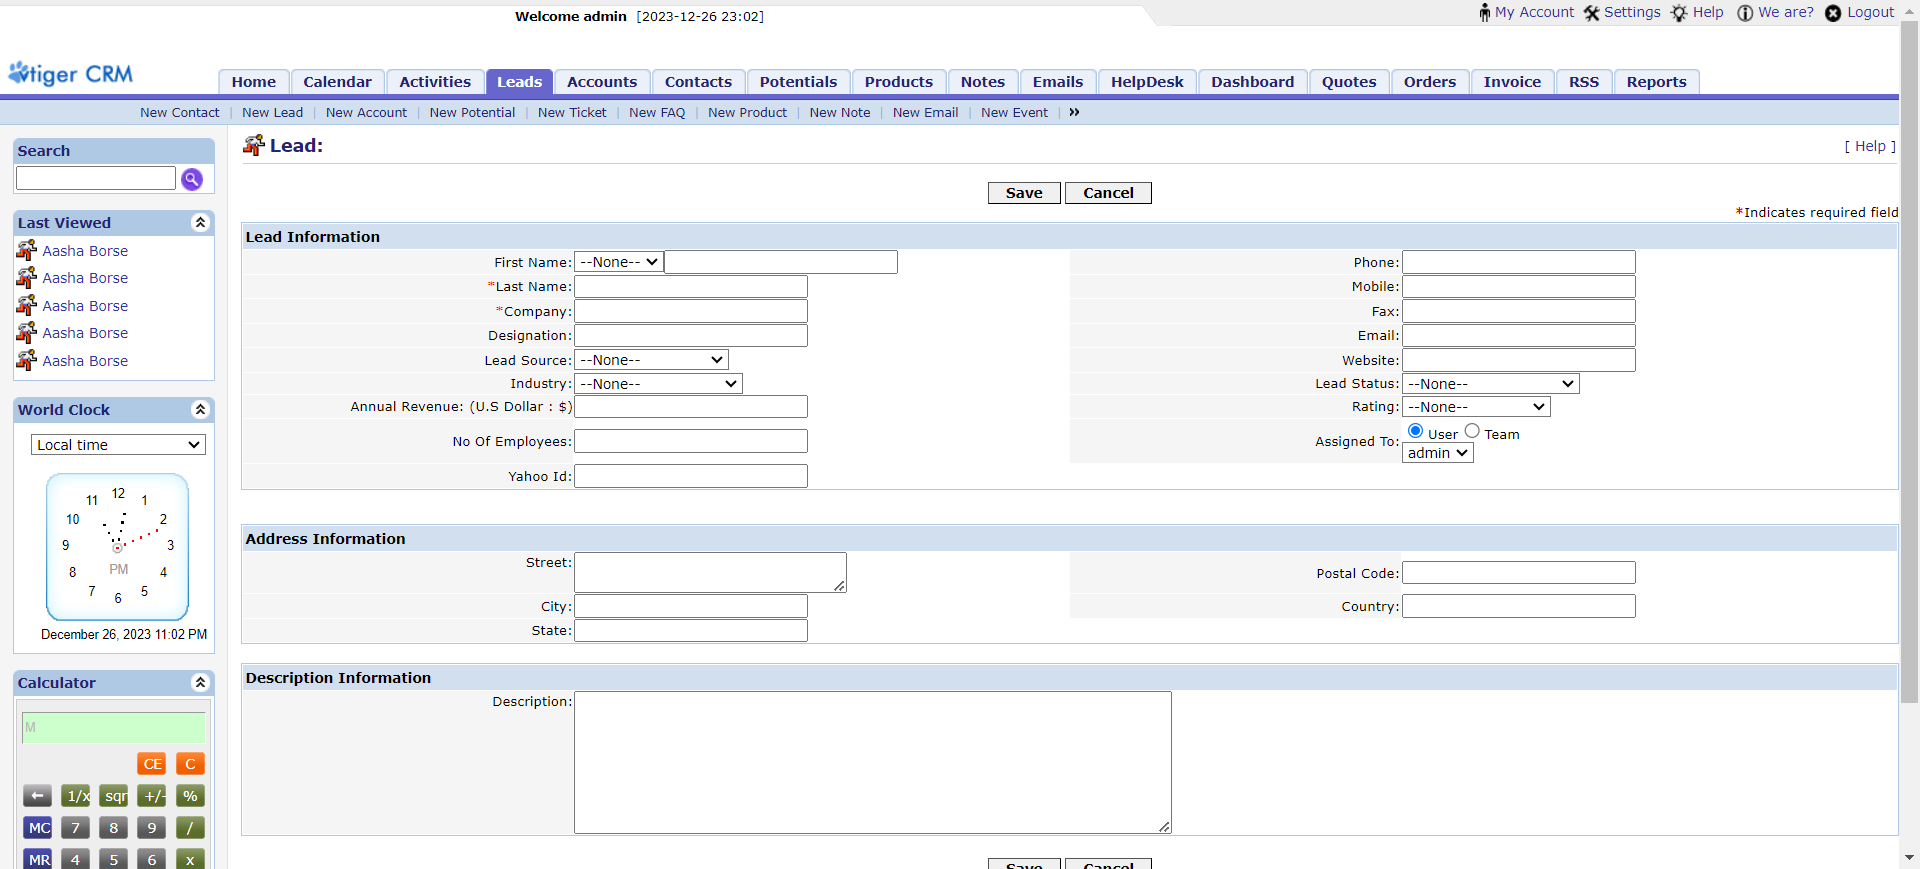 Welcome admin [2023-12-26 23:02]
My Account Settings Help We are? Logout
vtiger CRM
Home Calendar Activities Leads Accounts Contacts Potentials Products Notes Emails HelpDesk Dashboard Quotes Orders Invoice RSS Reports
New Contact | New Lead | New Account | New Potential | New Ticket | New FAQ | New Product | New Note | New Email | New Event | »
Search
Last Viewed
Aasha Borse
Aasha Borse
Aasha Borse
Aasha Borse
Aasha Borse
World Clock
Local time
12
11 1
10 2
9 3
PM
8 4
7 5
6
December 26, 2023 11:02 PM
Calculator
M
CE C
← 1/x sqr +/- %
MC 7 8 9 /
MR 4 5 6 x
Lead:
[ Help ]
Save Cancel
*Indicates required field
Lead Information
First Name: --None--
Phone:
*Last Name:
Mobile:
*Company:
Fax:
Designation:
Email:
Lead Source: --None--
Website:
Industry: --None--
Lead Status: --None--
Annual Revenue: (U.S Dollar : $)
Rating: --None--
No Of Employees:
Assigned To: User Team
admin
Yahoo Id:
Address Information
Street:
Postal Code:
City:
Country:
State:
Description Information
Description:
Save Cancel